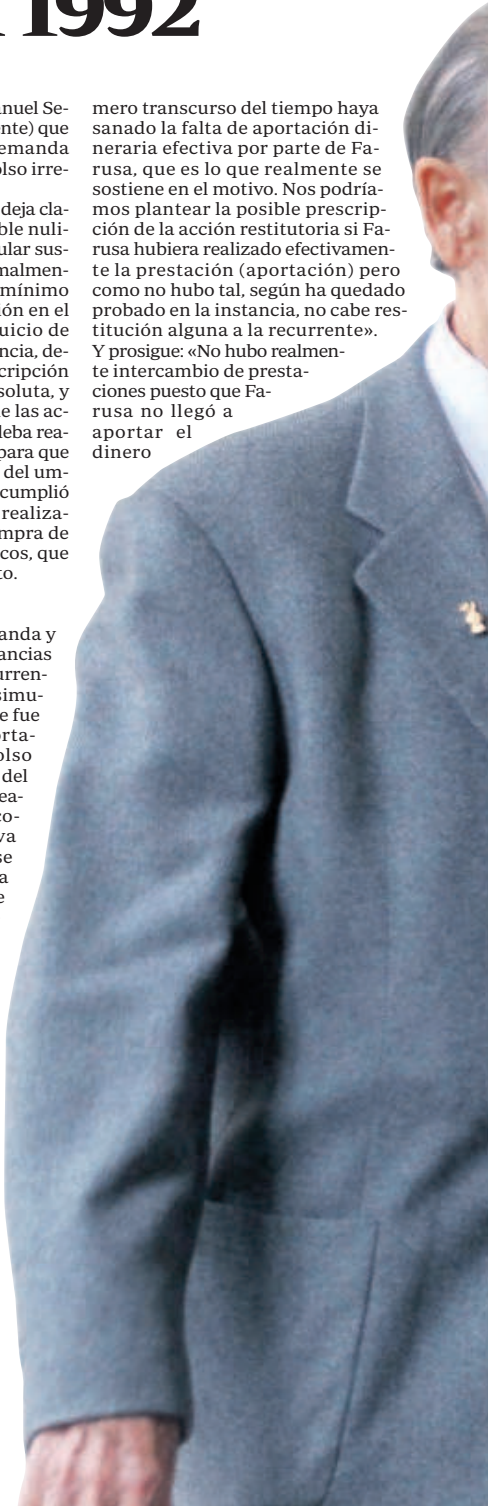 1992
anuel Se-
nte) que
emanda
olso irre-
deja cla-
ble nuli-
ular sus-
malmen-
mínimo
ión en el
uicio de
ncia, de-
cripción
soluta, y
e las ac-
leba rea-
para que
del um-
cumplió
realiza-
mpra de
cos, que
to.
anda y
ancias
urren-
simu-
e fue
orta-
olso
del
ea-
co-
va
se
a
e
mero transcurso del tiempo haya
sanado la falta de aportación di-
neraria efectiva por parte de Fa-
rusa, que es lo que realmente se
sostiene en el motivo. Nos podría-
mos plantear la posible prescrip-
ción de la acción restitutoria si Fa-
rusa hubiera realizado efectivamen-
te la prestación (aportación) pero
como no hubo tal, según ha quedado
probado en la instancia, no cabe res-
titución alguna a la recurrente».
Y prosigue: «No hubo realmen-
te intercambio de presta-
ciones puesto que Fa-
rusa no llegó a
aportar el
dinero